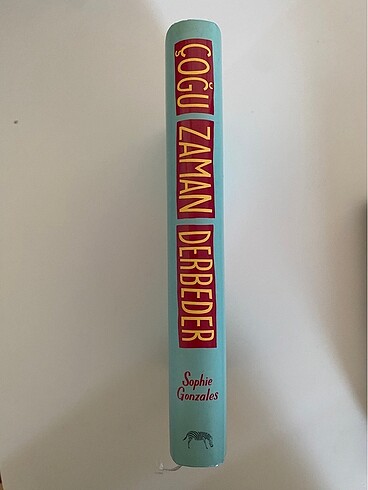 ÇOĞU ZAMAN DERBEDER
Sophie
Gonzales